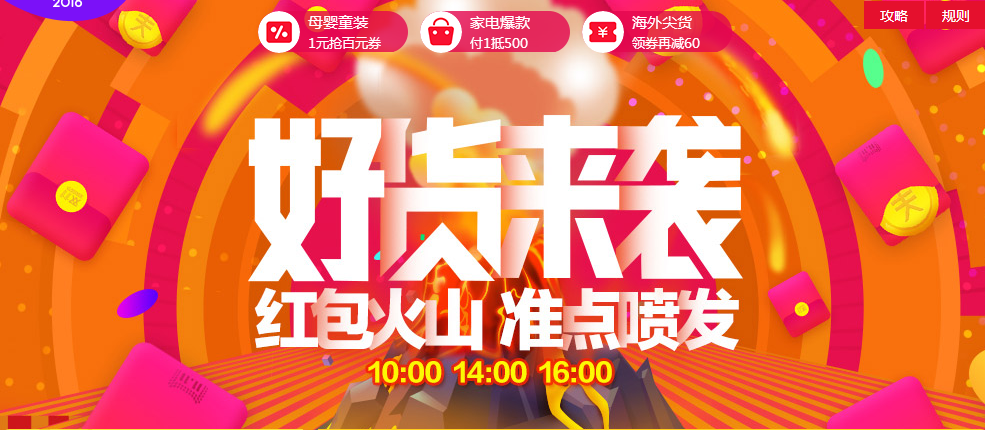 2016
母婴童装
1元抢百元券
家电爆款
付1抵500
海外尖货
领券再减60
攻略
规则
好货来袭
红包火山 准点喷发
10:00 14:00 16:00
天